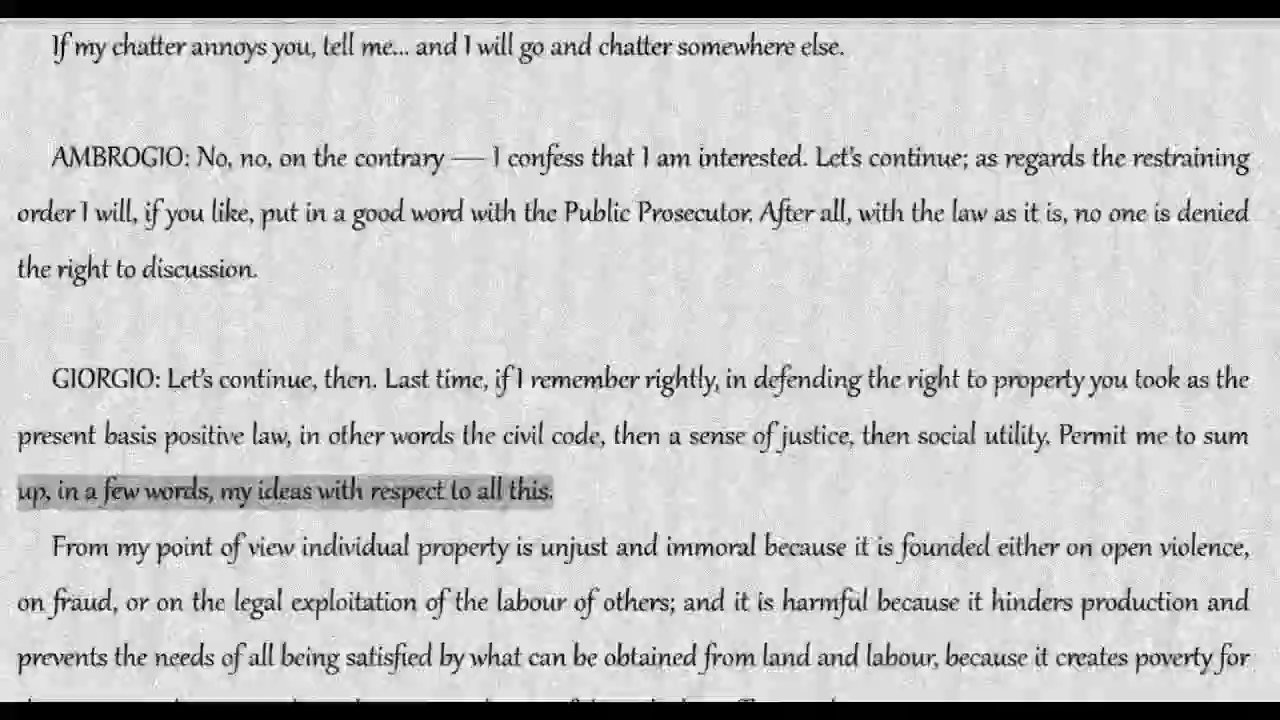 If my chatter annoys you, tell me... and I will go and chatter somewhere else.
AMBROGIO: No, no, on the contrary — I confess that I am interested. Let's continue; as regards the restraining
order I will, if you like, put in a good word with the Public Prosecutor. After all, with the law as it is, no one is denied
the right to discussion.
GIORGIO: Let's continue, then. Last time, if I remember rightly, in defending the right to property you took as the
present basis positive law, in other words the civil code, then a sense of justice, then social utility. Permit me to sum
up, in a few words, my ideas with respect to all this.
From my point of view individual property is unjust and immoral because it is founded either on open violence,
on fraud, or on the legal exploitation of the labour of others; and it is harmful because it hinders production and
prevents the needs of all being satisfied by what can be obtained from land and labour, because it creates poverty for